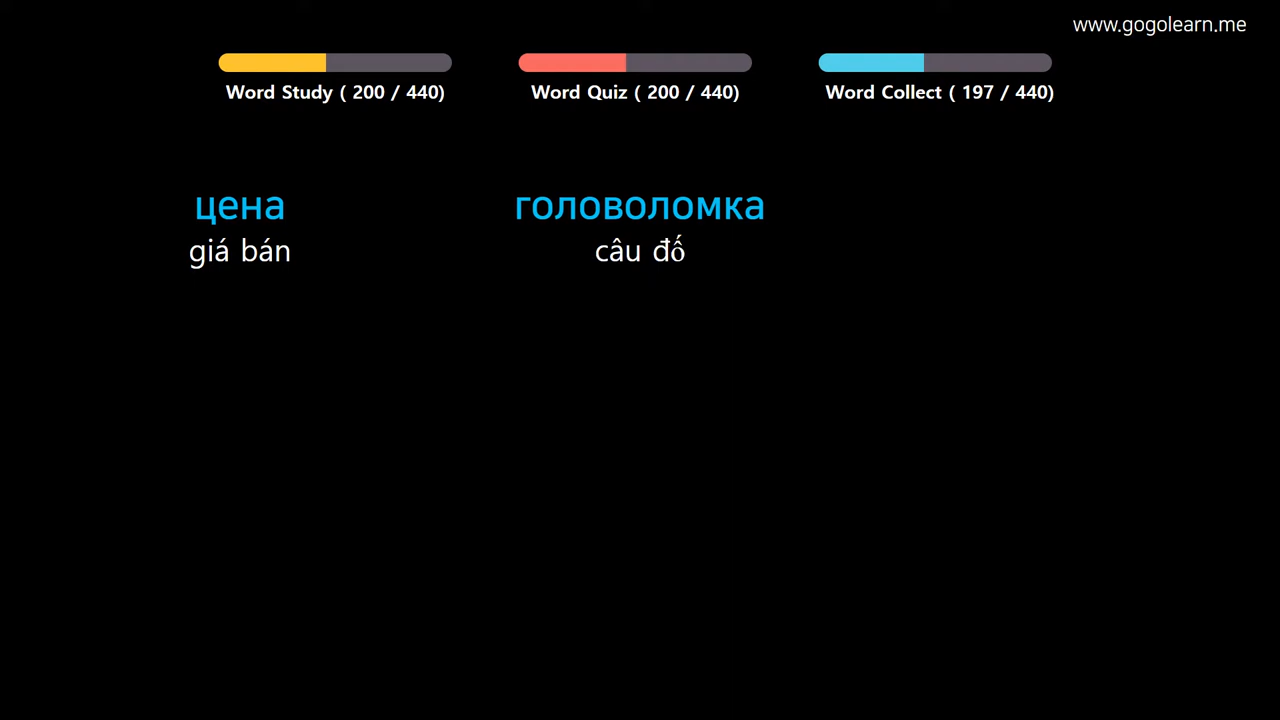 www.gogolearn.me
Word Study ( 200 / 440)
Word Quiz ( 200 / 440)
Word Collect ( 197 / 440)
цена
giá bán
головоломка
câu đố